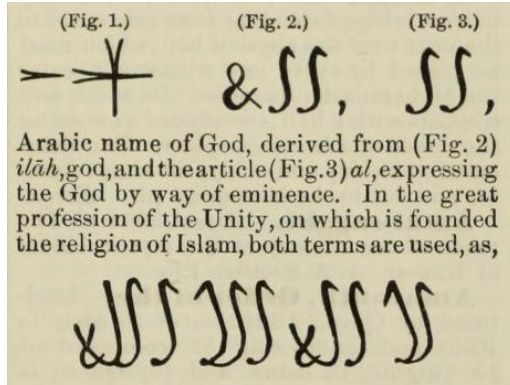 (Fig. 1.) (Fig. 2.) (Fig. 3.)
Arabic name of God, derived from (Fig. 2)
ilāh, god, and the article (Fig. 3) al, expressing
the God by way of eminence. In the great
profession of the Unity, on which is founded
the religion of Islam, both terms are used, as,